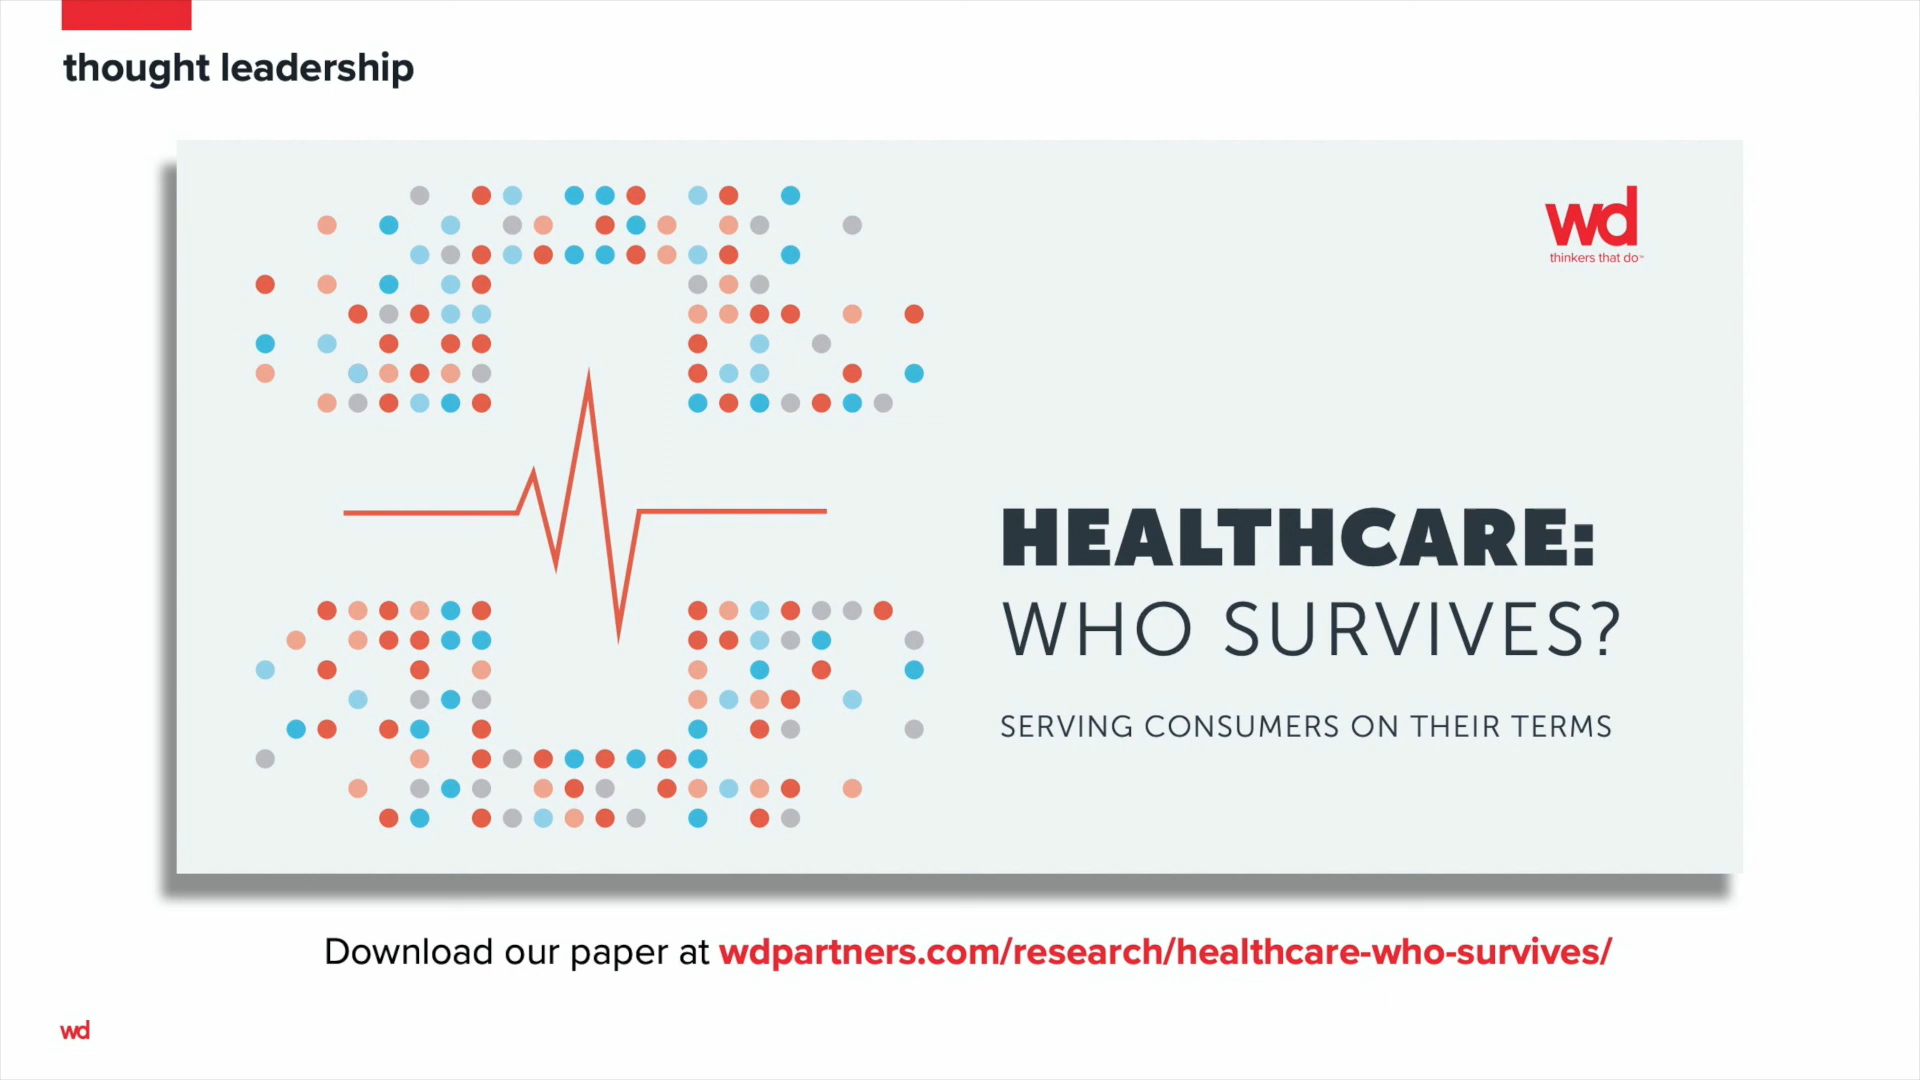 thought leadership
wd
thinkers that do™
HEALTHCARE:
WHO SURVIVES?
SERVING CONSUMERS ON THEIR TERMS
Download our paper at wdpartners.com/research/healthcare-who-survives/
wd